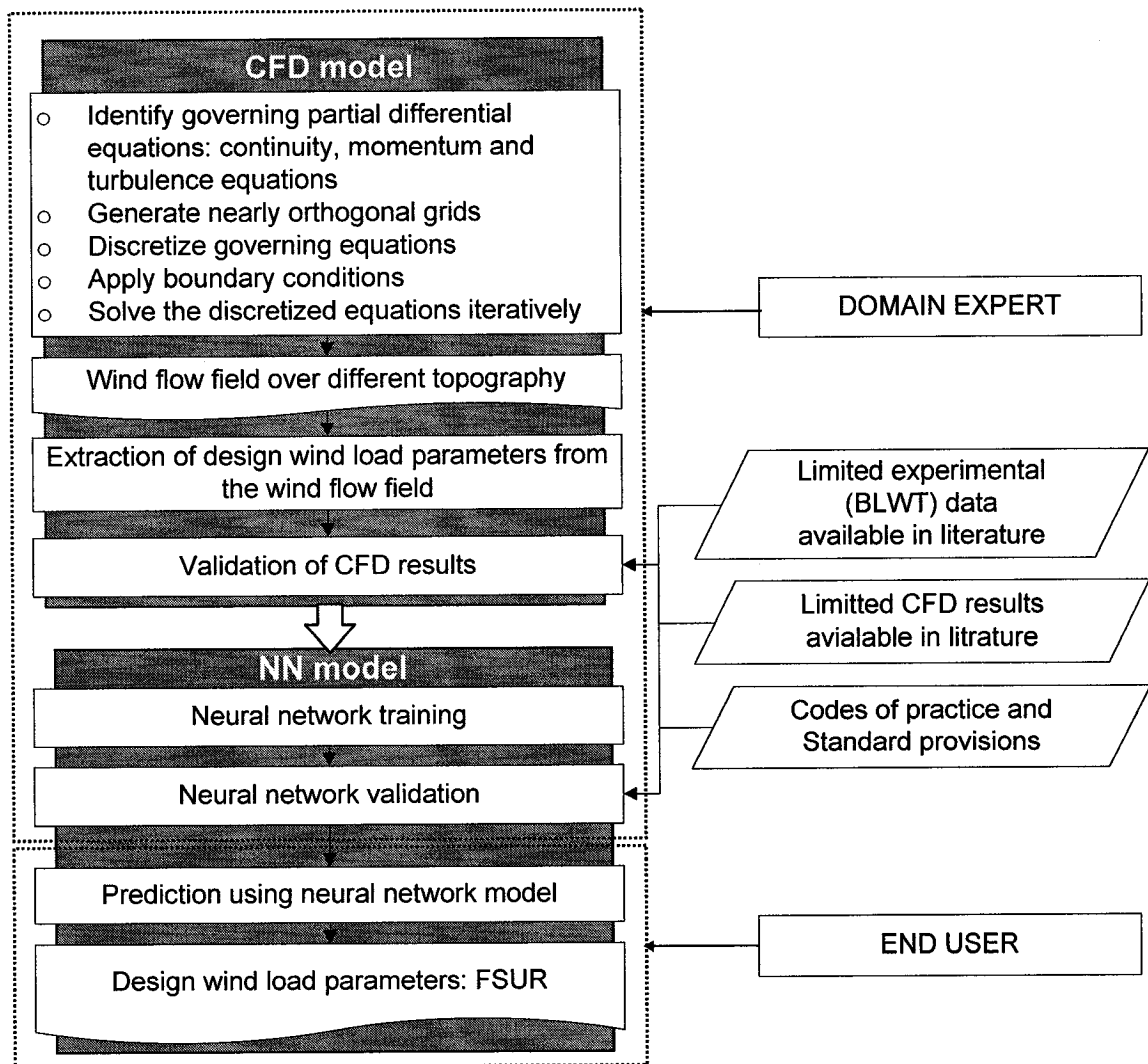 CFD model
○ Identify governing partial differential
equations: continuity, momentum and
turbulence equations
○ Generate nearly orthogonal grids
○ Discretize governing equations
○ Apply boundary conditions
○ Solve the discretized equations iteratively
Wind flow field over different topography
Extraction of design wind load parameters from
the wind flow field
Validation of CFD results
NN model
Neural network training
Neural network validation
Prediction using neural network model
Design wind load parameters: FSUR
DOMAIN EXPERT
Limited experimental
(BLWT) data
available in literature
Limitted CFD results
avialable in litrature
Codes of practice and
Standard provisions
END USER